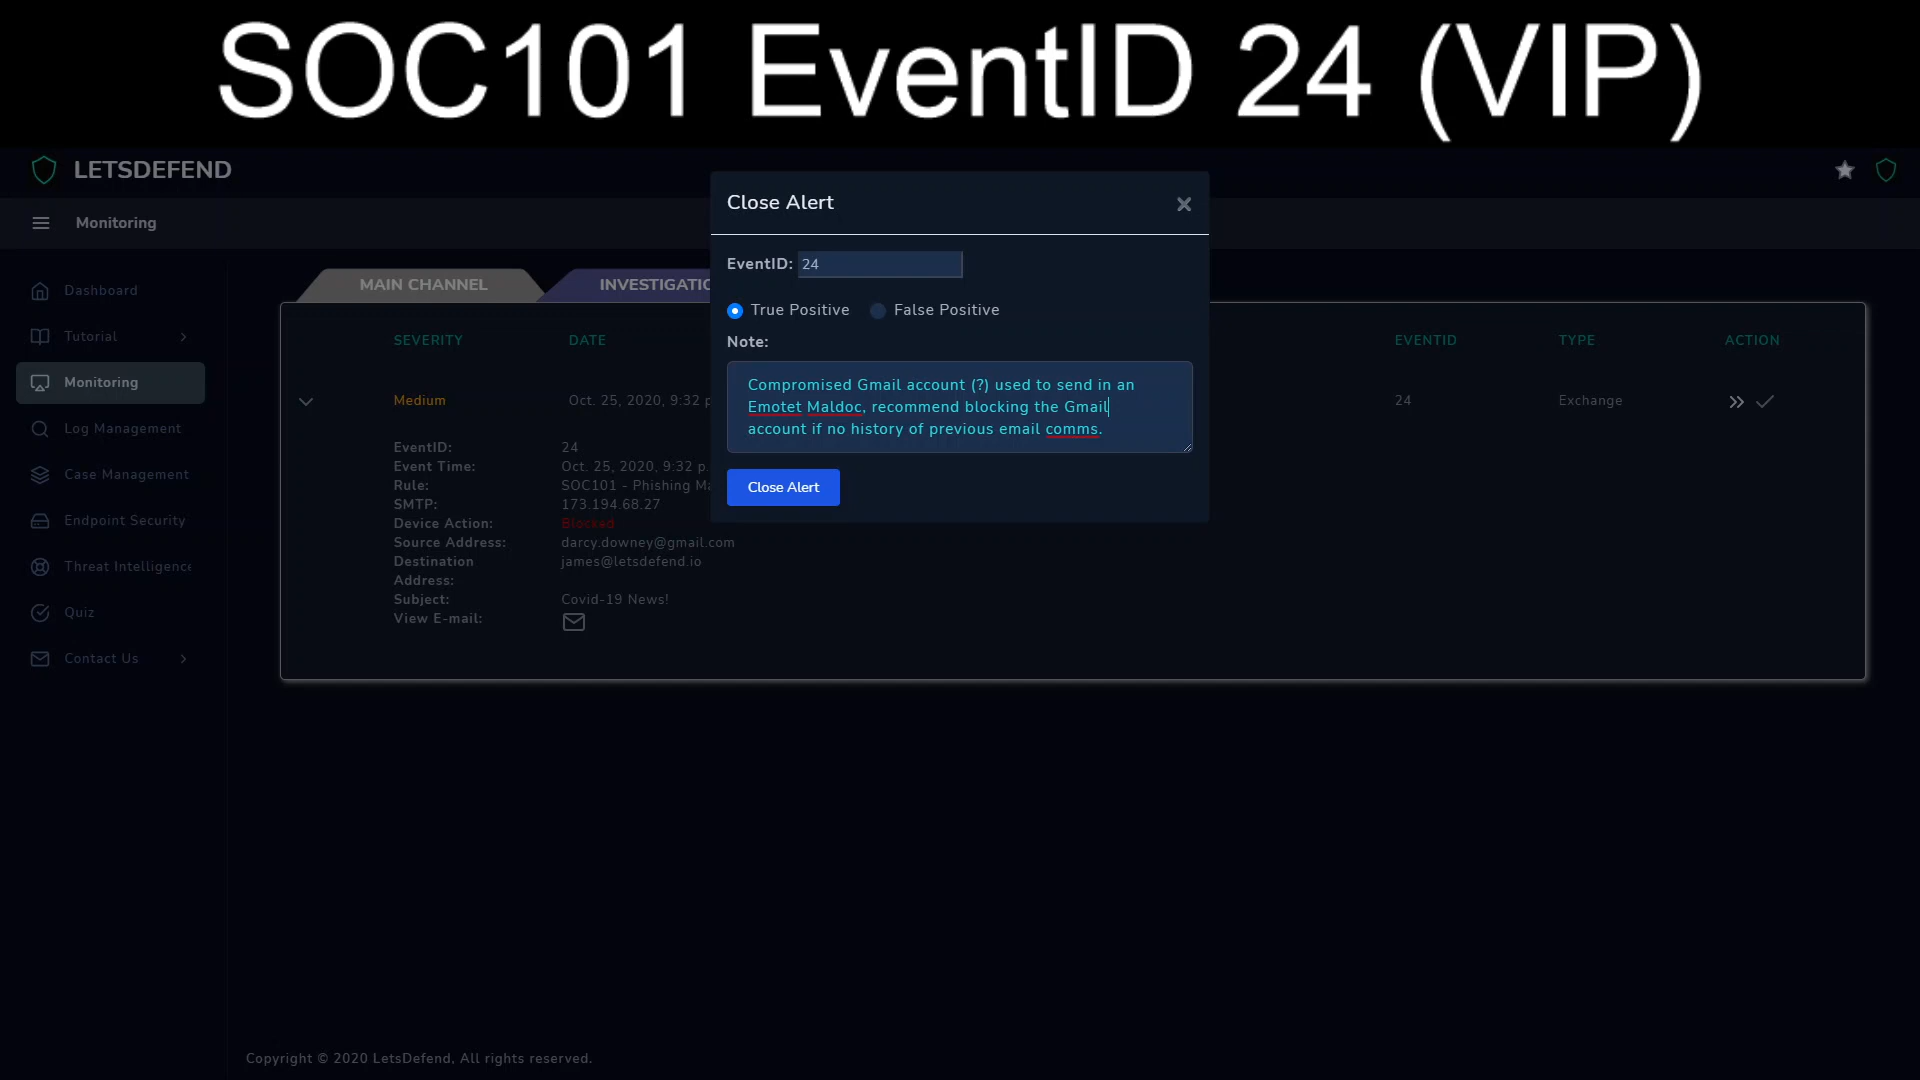 SOC101 EventID 24 (VIP)
LETSDEFEND
Monitoring
Dashboard
Tutorial
Monitoring
Log Management
Case Management
Endpoint Security
Threat Intelligence
Quiz
Contact Us
MAIN CHANNEL
INVESTIGATIO
SEVERITY
DATE
EVENTID
TYPE
ACTION
Medium
Oct. 25, 2020, 9:32 p
24
Exchange
EventID:
24
Event Time:
Oct. 25, 2020, 9:32 p.
Rule:
SOC101 - Phishing Ma
SMTP:
173.194.68.27
Device Action:
Blocked
Source Address:
darcy.downey@gmail.com
Destination
Address:
james@letsdefend.io
Subject:
Covid-19 News!
View E-mail:
Close Alert
EventID: 24
True Positive
False Positive
Note:
Compromised Gmail account (?) used to send in an
Emotet Maldoc, recommend blocking the Gmail
account if no history of previous email comms.
Close Alert
Copyright © 2020 LetsDefend, All rights reserved.